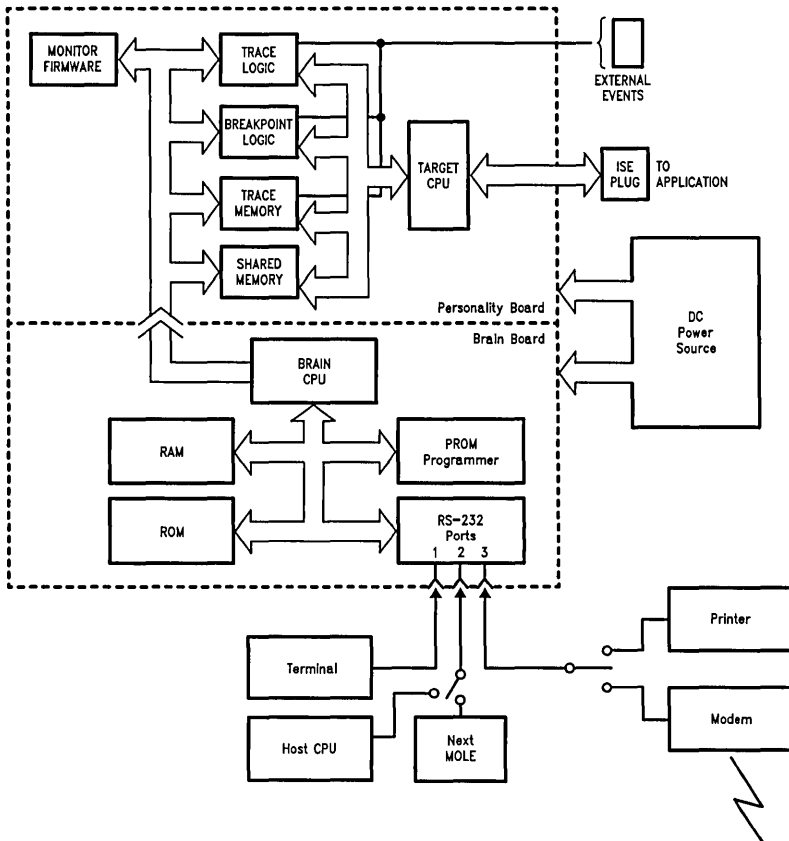 MONITOR
FIRMWARE
TRACE
LOGIC
EXTERNAL
EVENTS
BREAKPOINT
LOGIC
TARGET
CPU
ISE
PLUG
TO
APPLICATION
TRACE
MEMORY
SHARED
MEMORY
Personality Board
Brain Board
DC
Power
Source
BRAIN
CPU
RAM
PROM
Programmer
ROM
RS-232
Ports
1 2 3
Terminal
Host CPU
Next
MOLE
Printer
Modem